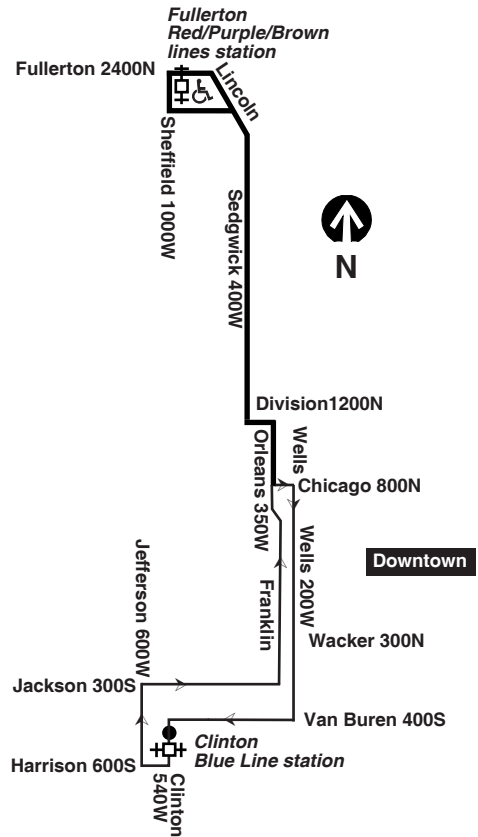 Fullerton
Red/Purple/Brown
lines station
Fullerton 2400N
Lincoln
Sheffield 1000W
Sedgwick 400W
N
Division1200N
Wells
Orleans 350W
Chicago 800N
Wells 200W
Downtown
Jefferson 600W
Franklin
Wacker 300N
Jackson 300S
Van Buren 400S
Clinton
Blue Line station
Harrison 600S
Clinton
540W